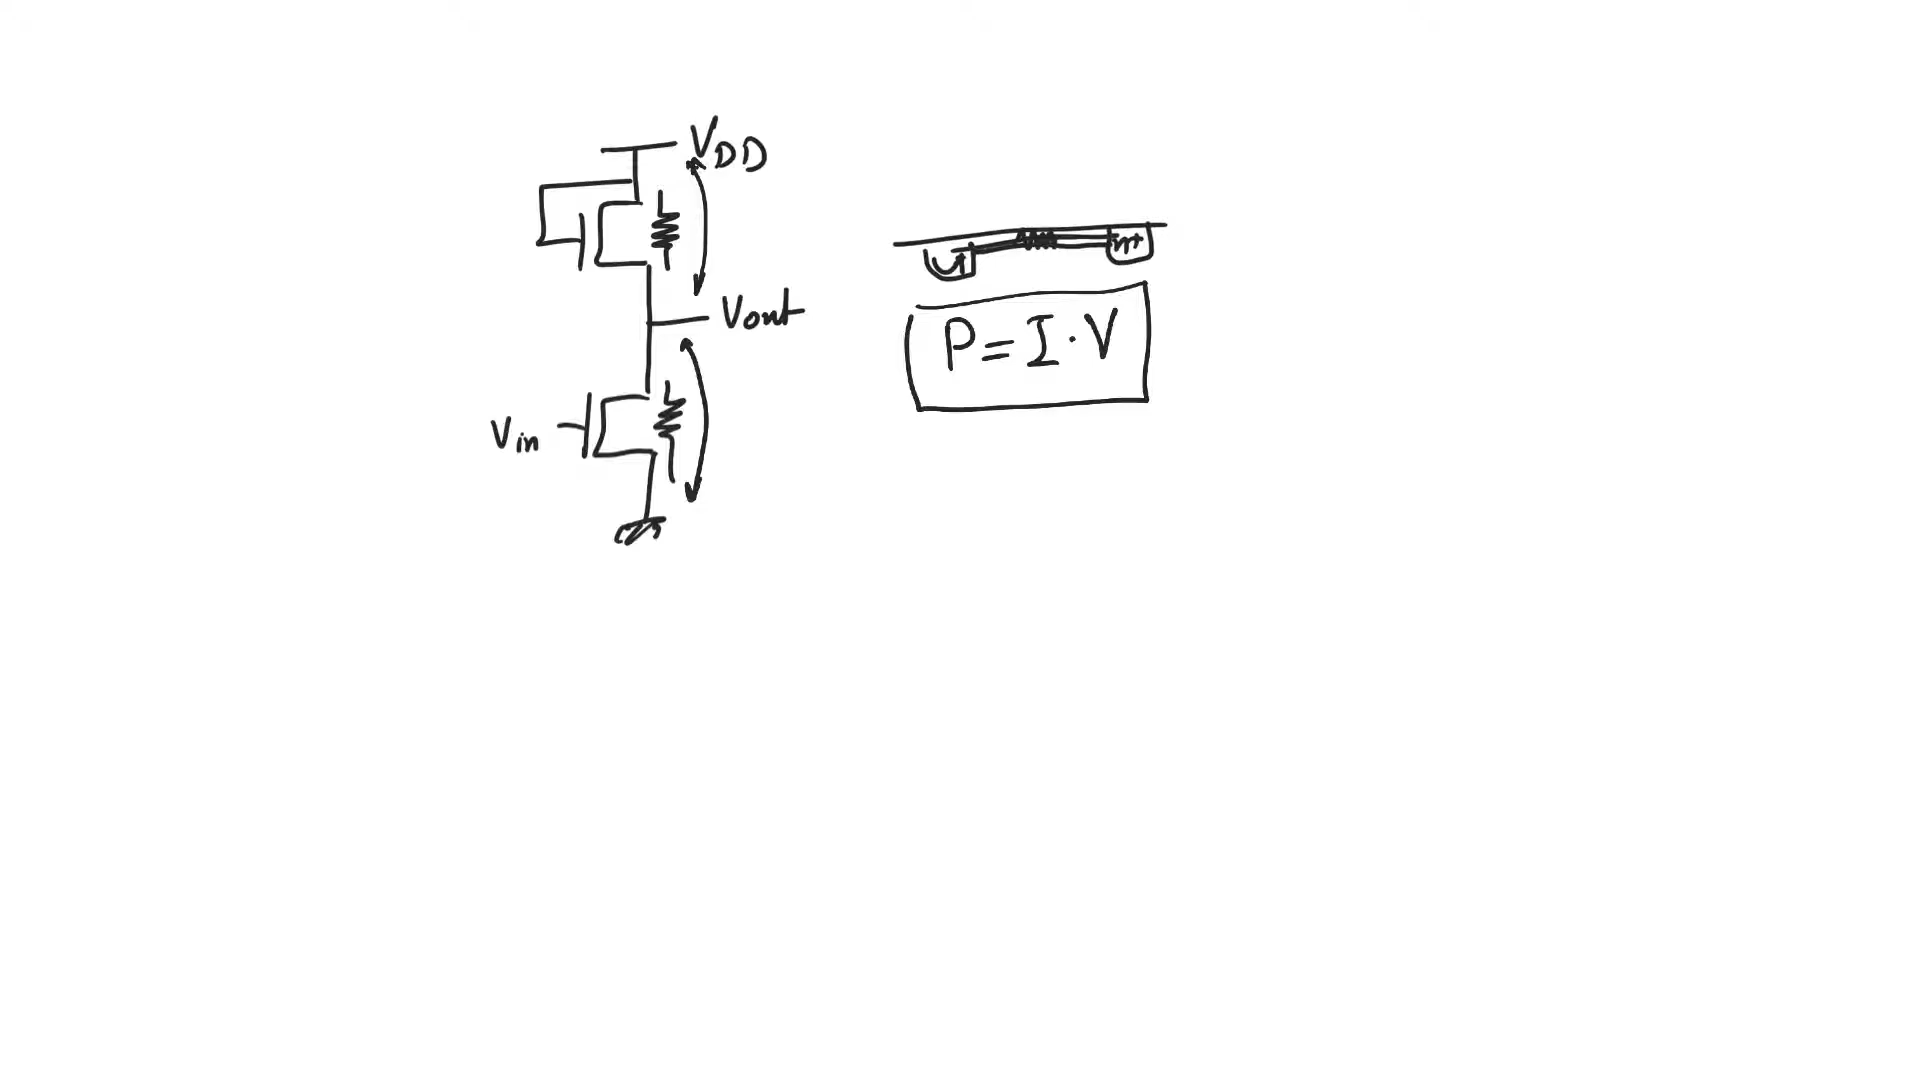 VDD
Vout
Vin
n+
P = I · V